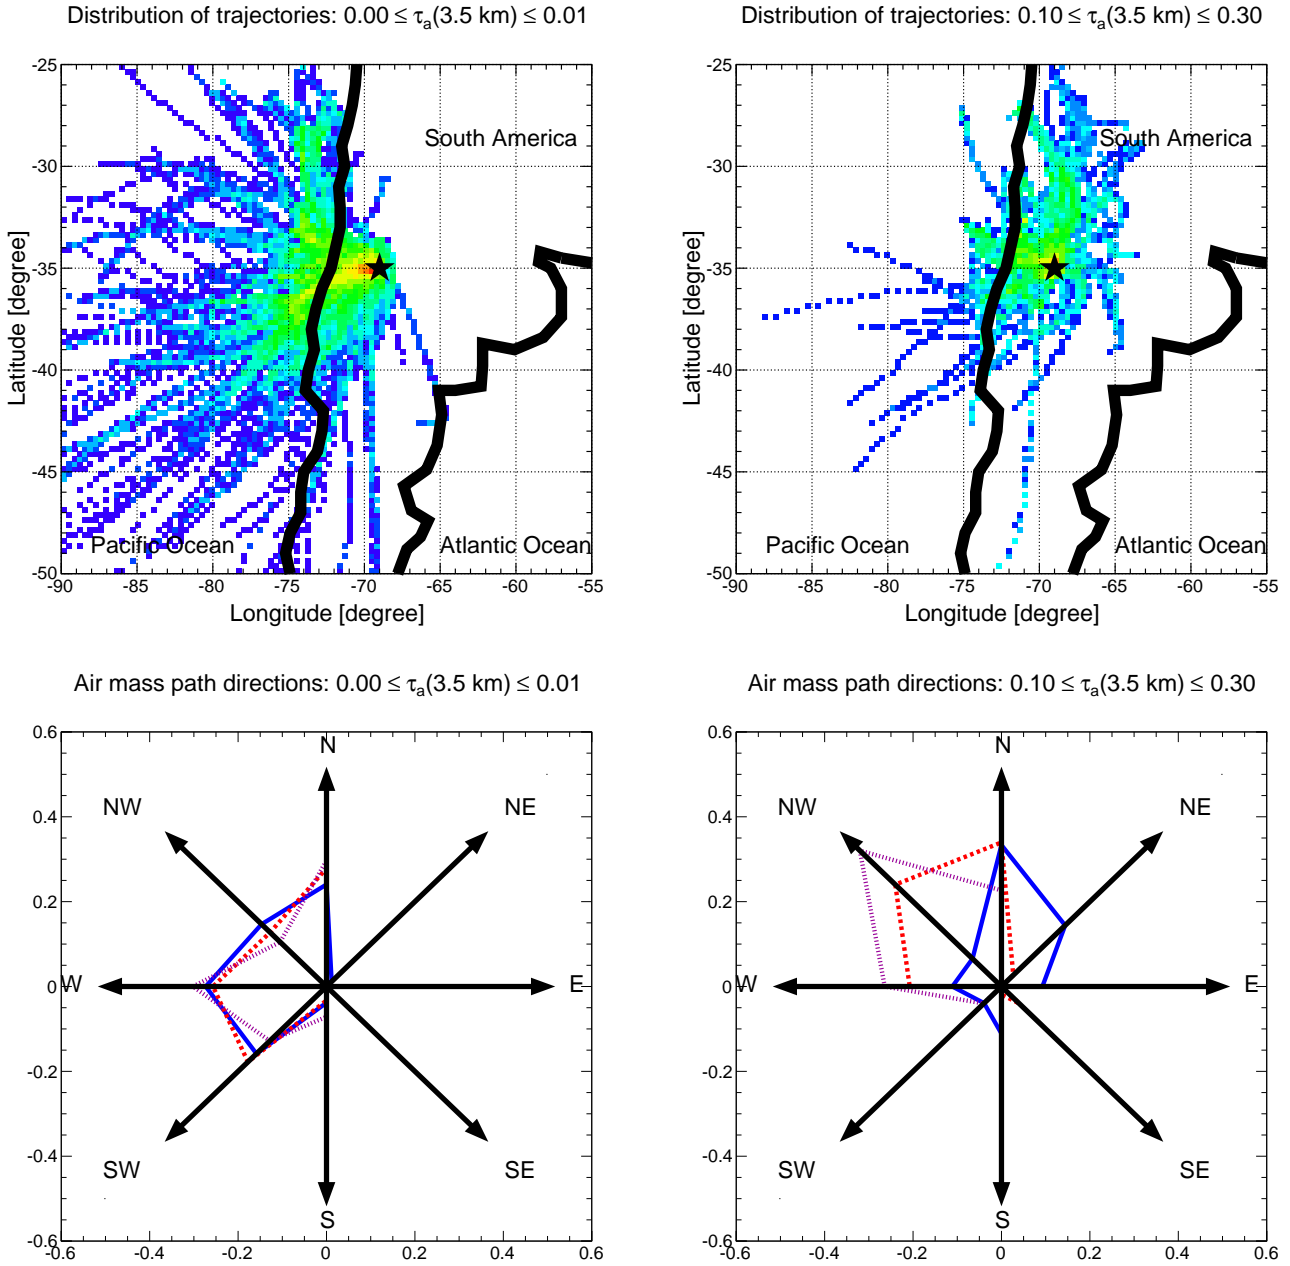 Distribution of trajectories: 0.00 ≤ τa(3.5 km) ≤ 0.01
-25
-30
-35
-40
-45
-50
Latitude [degree]
South America
Pacific Ocean
Atlantic Ocean
-90 -85 -80 -75 -70 -65 -60 -55
Longitude [degree]
Distribution of trajectories: 0.10 ≤ τa(3.5 km) ≤ 0.30
-25
-30
-35
-40
-45
-50
Latitude [degree]
South America
Pacific Ocean
Atlantic Ocean
-90 -85 -80 -75 -70 -65 -60 -55
Longitude [degree]
Air mass path directions: 0.00 ≤ τa(3.5 km) ≤ 0.01
0.6
0.4
0.2
0
-0.2
-0.4
-0.6
N
NW NE
W E
SW SE
S
-0.6 -0.4 -0.2 0 0.2 0.4 0.6
Air mass path directions: 0.10 ≤ τa(3.5 km) ≤ 0.30
0.6
0.4
0.2
0
-0.2
-0.4
-0.6
N
NW NE
W E
SW SE
S
-0.6 -0.4 -0.2 0 0.2 0.4 0.6